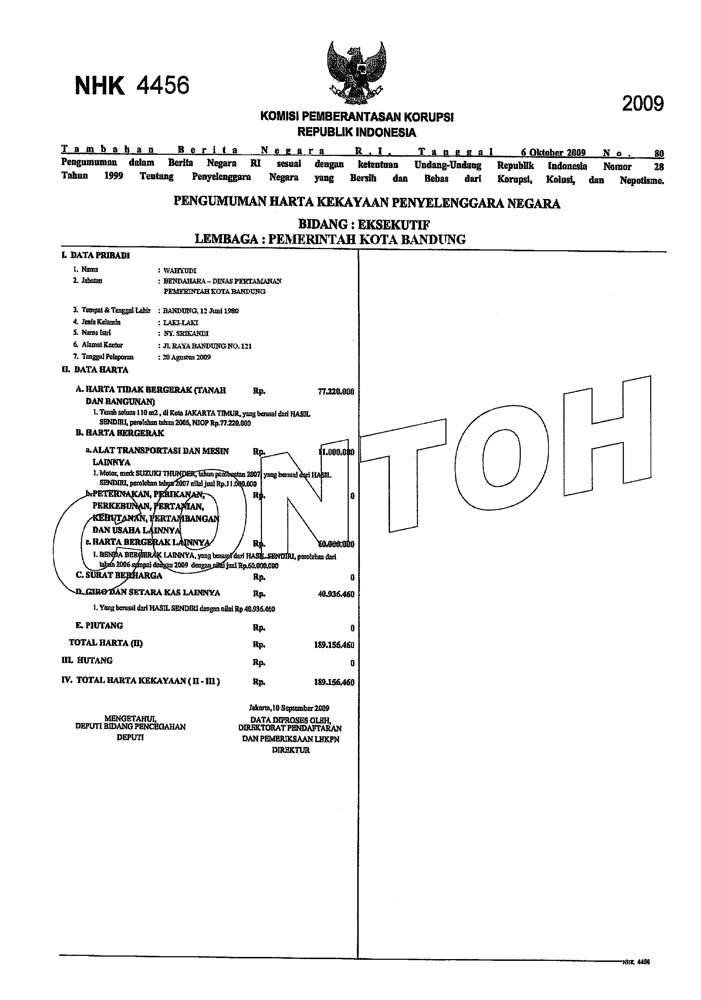 NHK 4456
2009
KOMISI PEMBERANTASAN KORUPSI
REPUBLIK INDONESIA
Tambahan Berita Negara R.I. Tanggal 6 Oktober 2009 No. 80
Pengumuman dalam Berita Negara RI sesuai dengan ketentuan Undang-Undang Republik Indonesia Nomor 28
Tahun 1999 Tentang Penyelenggara Negara yang Bersih dan Bebas dari Korupsi, Kolusi, dan Nepotisme.
PENGUMUMAN HARTA KEKAYAAN PENYELENGGARA NEGARA
BIDANG : EKSEKUTIF
LEMBAGA : PEMERINTAH KOTA BANDUNG
I. DATA PRIBADI
1. Nama : WAHYUDI
2. Jabatan : BENDAHARA – DINAS PERTAMANAN
PEMERINTAH KOTA BANDUNG
3. Tempat & Tanggal Lahir : BANDUNG, 12 Juni 1980
4. Jenis Kelamin : LAKI-LAKI
5. Nama Istri : NY. SRIKANDI
6. Alamat Kantor : JL RAYA BANDUNG NO. 121
7. Tanggal Pelaporan : 20 Agustus 2009
II. DATA HARTA
A. HARTA TIDAK BERGERAK (TANAH Rp. 77.220.000
DAN BANGUNAN)
1. Tanah seluas 110 m2 , di Kota JAKARTA TIMUR, yang berasal dari HASIL
SENDIRI, perolehan tahun 2006, NJOP Rp.77.220.000
B. HARTA BERGERAK
a. ALAT TRANSPORTASI DAN MESIN Rp. 11.000.000
LAINNYA
1. Motor, merk SUZUKI THUNDER, tahun pembuatan 2007, yang berasal dari HASIL
SENDIRI, perolehan tahun 2007 nilai jual Rp.11.000.000
b. PETERNAKAN, PERIKANAN, Rp. 0
PERKEBUNAN, PERTANIAN,
KEHUTANAN, PERTAMBANGAN
DAN USAHA LAINNYA
c. HARTA BERGERAK LAINNYA Rp. 60.000.000
1. BENDA BERGERAK LAINNYA, yang berasal dari HASIL SENDIRI, perolehan dari
tahun 2006 sampai dengan 2009 dengan nilai jual Rp.60.000.000
C. SURAT BERHARGA Rp. 0
D. GIRO DAN SETARA KAS LAINNYA Rp. 40.936.460
1. Yang berasal dari HASIL SENDIRI dengan nilai Rp 40.936.460
E. PIUTANG Rp. 0
TOTAL HARTA (II) Rp. 189.156.460
III. HUTANG Rp. 0
IV. TOTAL HARTA KEKAYAAN ( II - III ) Rp. 189.156.460
Jakarta,10 September 2009
MENGETAHUI,
DEPUTI BIDANG PENCEGAHAN
DEPUTI
DATA DIPROSES OLEH,
DIREKTORAT PENDAFTARAN
DAN PEMERIKSAAN LHKPN
DIREKTUR
CONTOH
NHK 4456